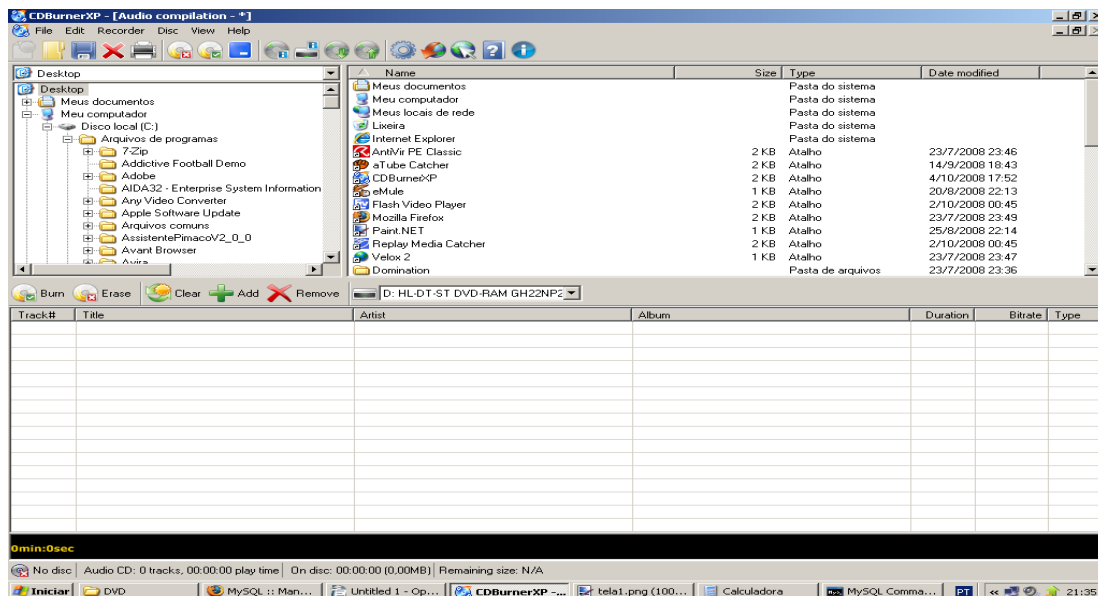 CDBurnerXP - [Audio compilation - *]
File Edit Recorder Disc View Help
Desktop
Name Size Type Date modified
Desktop
Meus documentos
Meu computador
Disco local (C:)
Arquivos de programas
7-Zip
Addictive Football Demo
Adobe
AIDA32 - Enterprise System Information
Any Video Converter
Apple Software Update
Arquivos comuns
AssistentePimacoV2_0_0
Avant Browser
Avira
Meus documentos Pasta do sistema
Meu computador Pasta do sistema
Meus locais de rede Pasta do sistema
Lixeira Pasta do sistema
Internet Explorer Pasta do sistema
AntiVir PE Classic 2 KB Atalho 23/7/2008 23:46
aTube Catcher 2 KB Atalho 14/9/2008 18:43
CDBurnerXP 2 KB Atalho 4/10/2008 17:52
eMule 1 KB Atalho 20/8/2008 22:13
Flash Video Player 2 KB Atalho 2/10/2008 00:45
Mozilla Firefox 2 KB Atalho 23/7/2008 23:49
Paint.NET 1 KB Atalho 25/8/2008 22:14
Replay Media Catcher 2 KB Atalho 2/10/2008 00:45
Velox 2 1 KB Atalho 23/7/2008 23:47
Domination Pasta de arquivos 23/7/2008 23:36
Burn Erase Clear Add Remove D: HL-DT-ST DVD-RAM GH22NP2
Track# Title Artist Album Duration Bitrate Type
0min:0sec
No disc Audio CD: 0 tracks, 00:00:00 play time On disc: 00:00:00 (0,00MB) Remaining size: N/A
Iniciar DVD MySQL :: Man... Untitled 1 - Op... CDBurnerXP -... tela1.png (100... Calculadora MySQL Comma... PT « 21:35